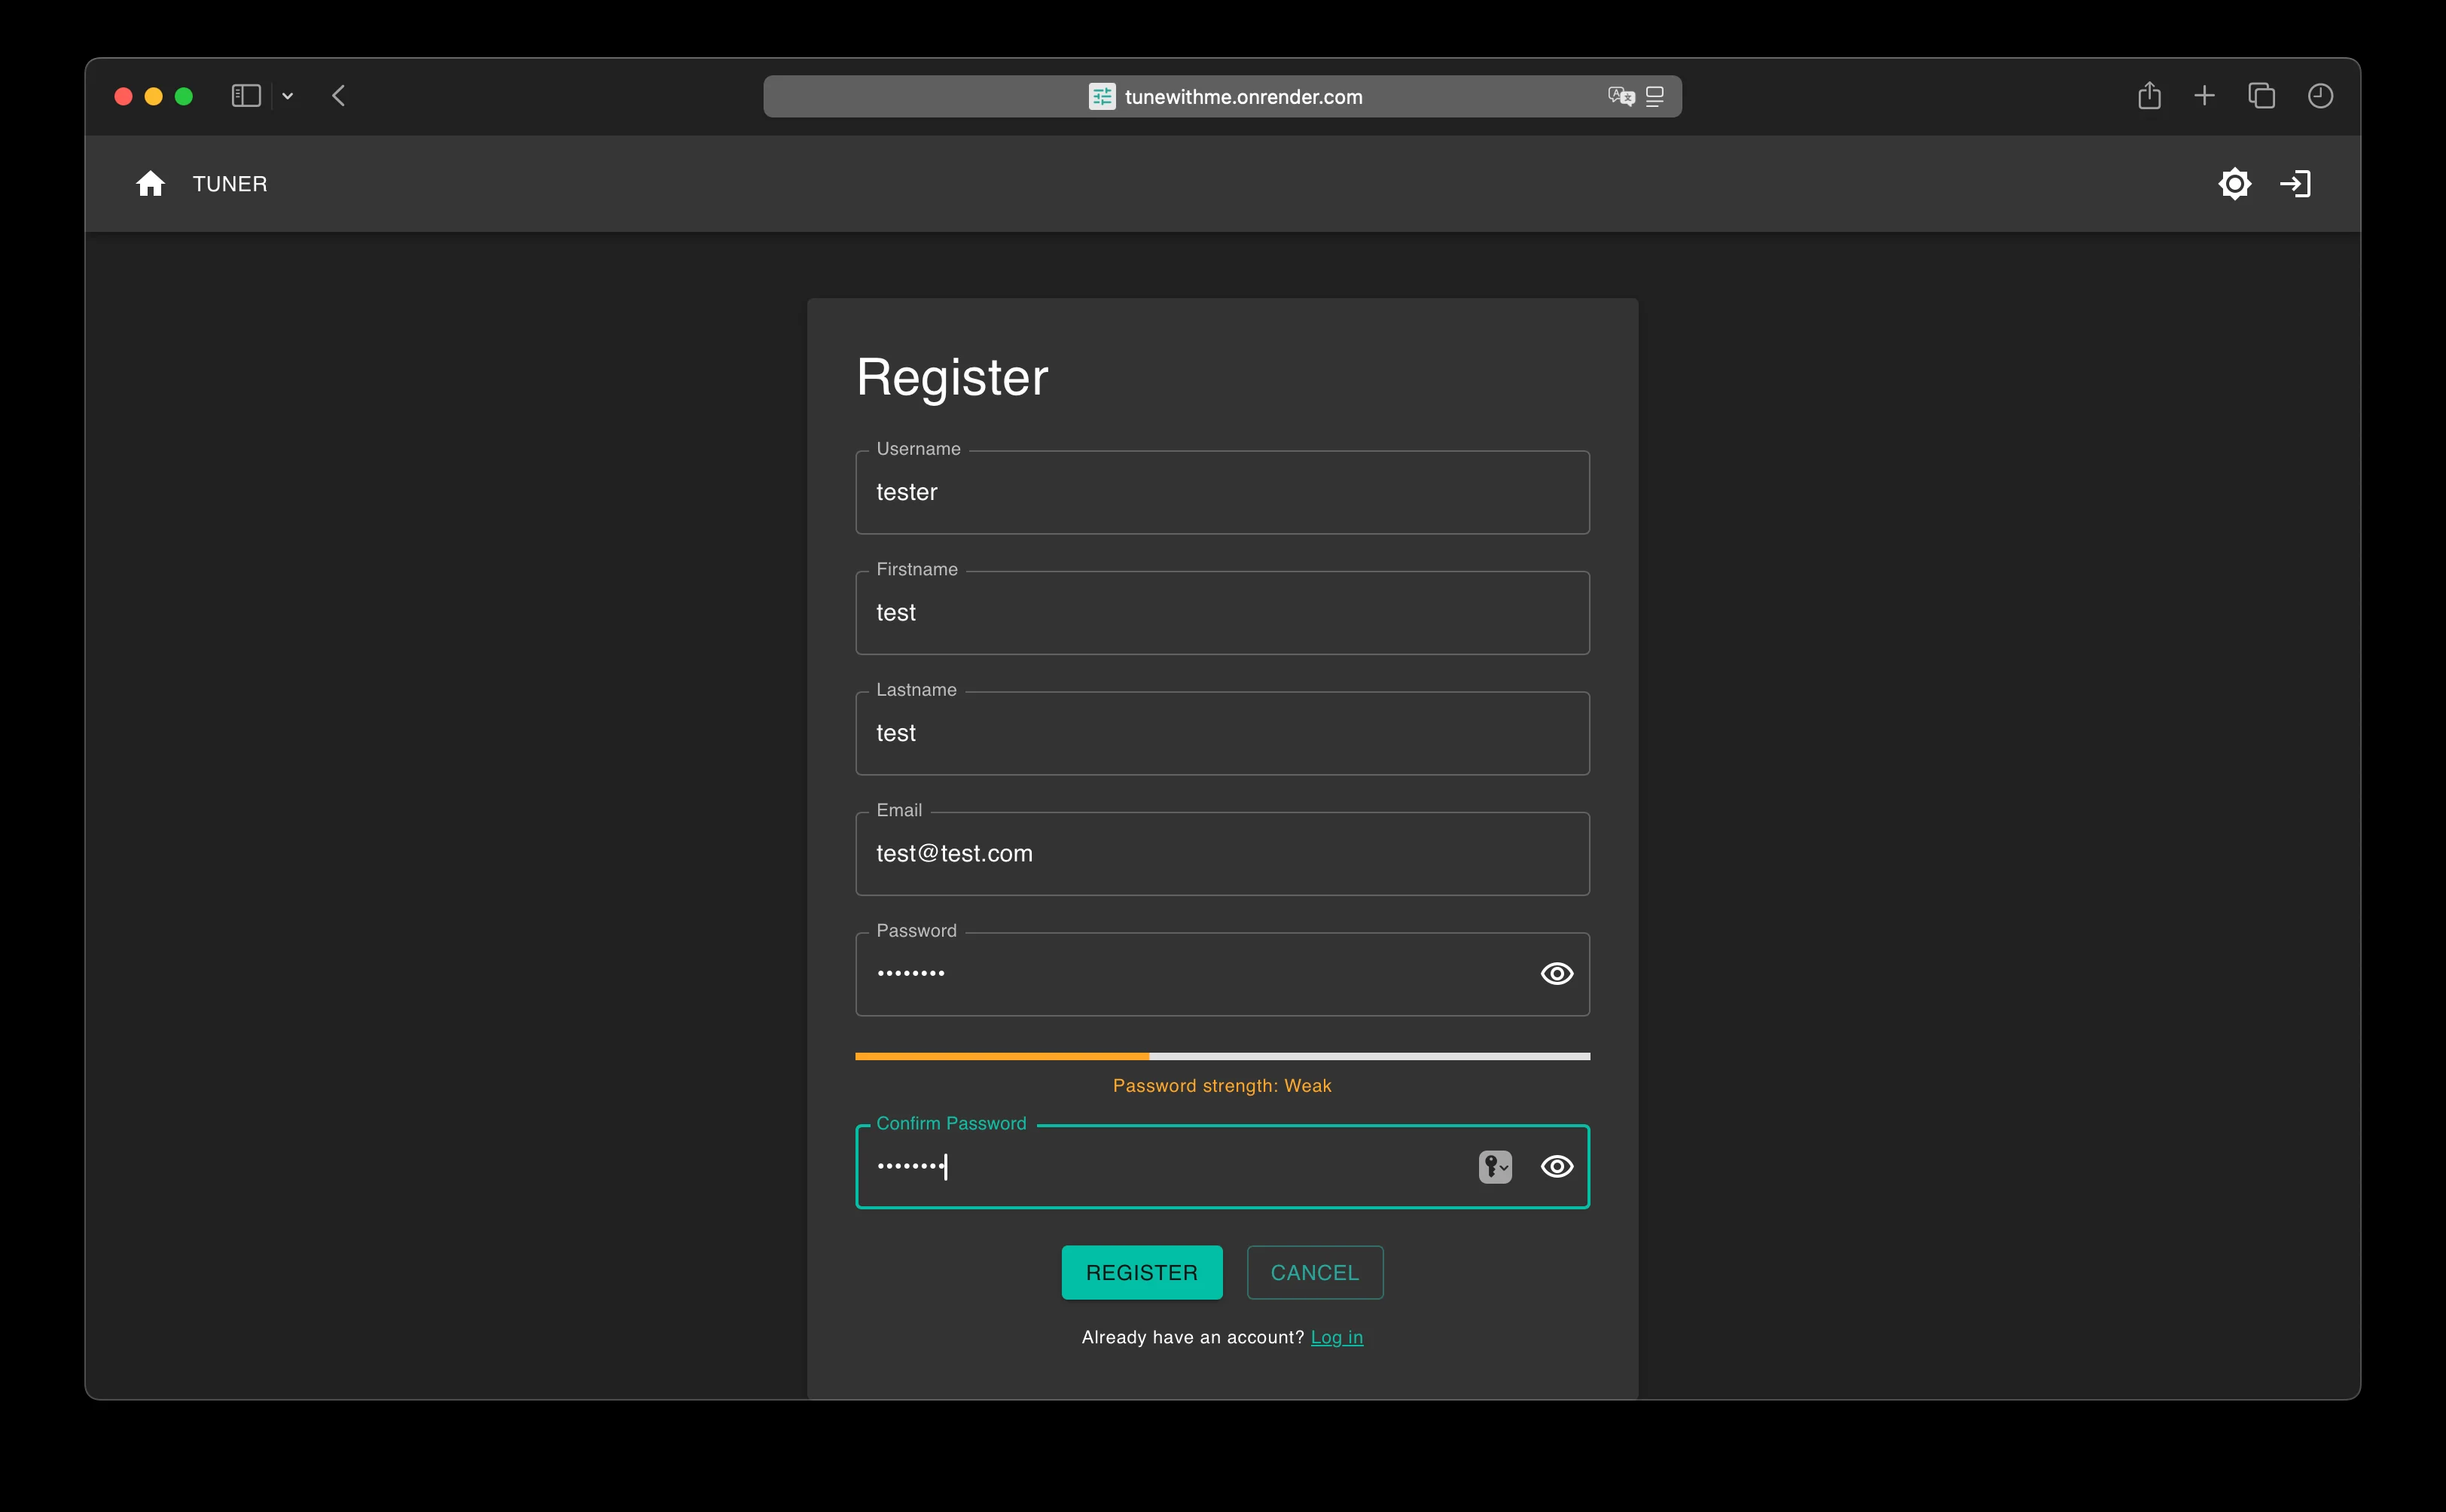 tunewithme.onrender.com
TUNER
Register
Username
tester
Firstname
test
Lastname
test
Email
test@test.com
Password
••••••••
Password strength: Weak
Confirm Password
••••••••
REGISTER CANCEL
Already have an account? Log in